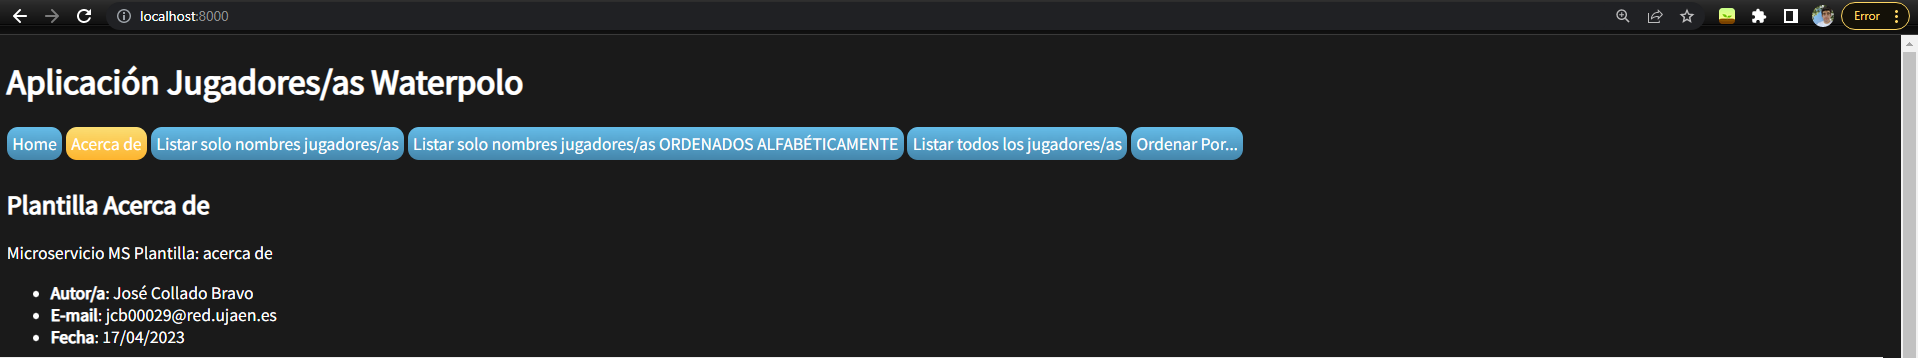 localhost:8000
Error
Aplicación Jugadores/as Waterpolo
Home Acerca de Listar solo nombres jugadores/as Listar solo nombres jugadores/as ORDENADOS ALFABÉTICAMENTE Listar todos los jugadores/as Ordenar Por...
Plantilla Acerca de
Microservicio MS Plantilla: acerca de
Autor/a: José Collado Bravo
E-mail: jcb00029@red.ujaen.es
Fecha: 17/04/2023